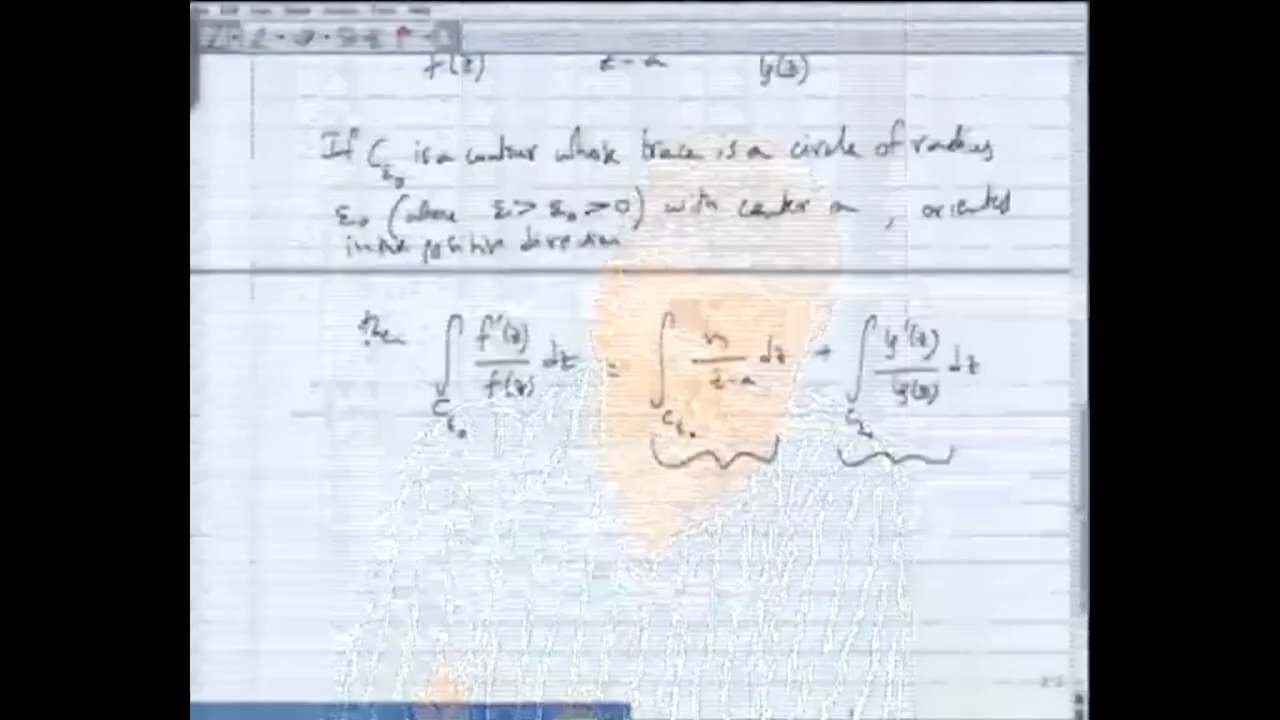 f(z) z-a g(z)
If C_ε₀ is a contour whose trace is a circle of radius
ε₀ (where ε > ε₀ > 0) with center a, oriented
in the positive direction
then ∫_{C_ε₀} f'(z)/f(z) dz = ∫_{C_ε₀} n/(z-a) dz + ∫_{C_ε₀} g'(z)/g(z) dz